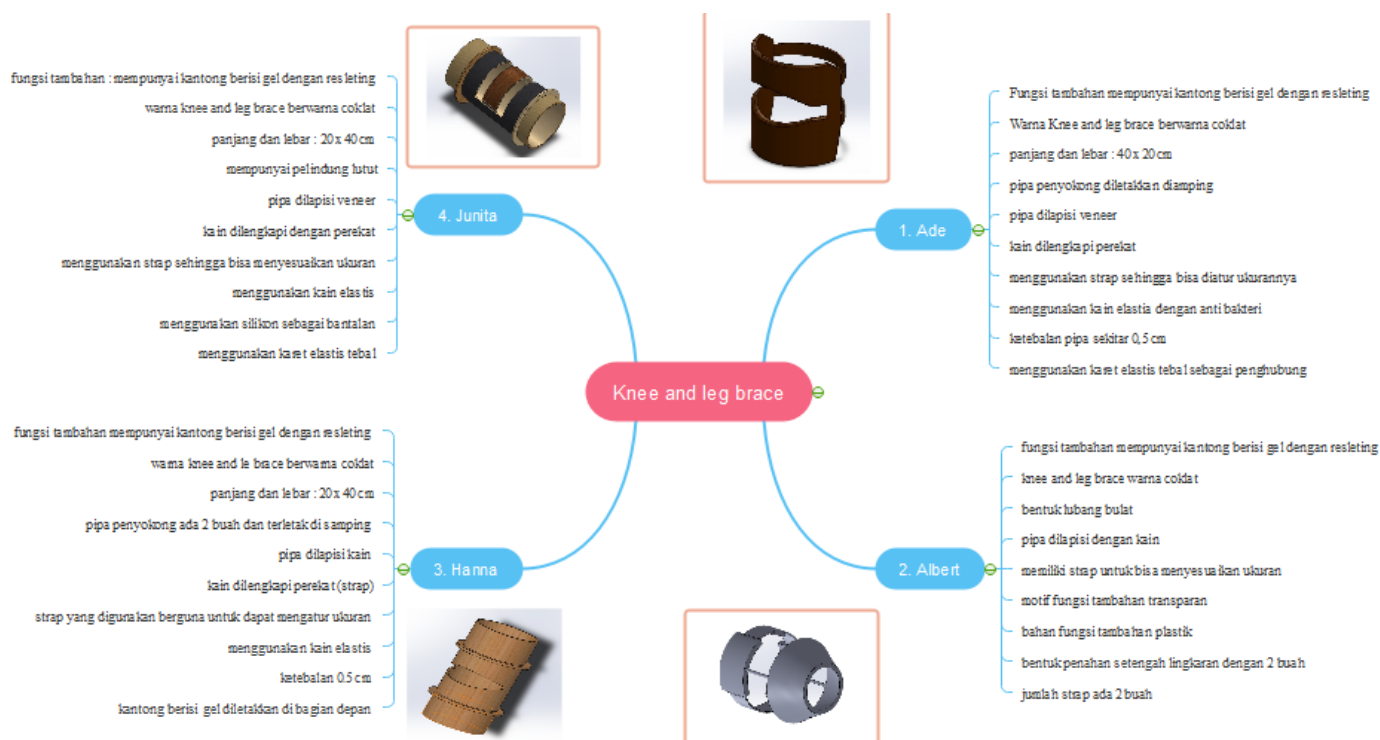 Knee and leg brace
1. Ade
Fungsi tambahan mempunyai kantong berisi gel dengan resleting
Warna Knee and leg brace berwarna coklat
panjang dan lebar : 40 x 20 cm
pipa penyokong diletakkan diamping
pipa dilapisi veneer
kain dilengkapi perekat
menggunakan strap sehingga bisa diatur ukurannya
menggunakan kain elastia dengan anti bakteri
ketebalan pipa sekitar 0,5 cm
menggunakan karet elastis tebal sebagai penghubung
2. Albert
fungsi tambahan mempunyai kantong berisi gel dengan resleting
knee and leg brace warna coklat
bentuk lubang bulat
pipa dilapisi dengan kain
memiliki strap untuk bisa menyesuaikan ukuran
motif fungsi tambahan transparan
bahan fungsi tambahan plastik
bentuk penahan setengah lingkaran dengan 2 buah
jumlah strap ada 2 buah
3. Hanna
fungsi tambahan mempunyai kantong berisi gel dengan resleting
warna knee and le brace berwarna coklat
panjang dan lebar : 20 x 40 cm
pipa penyokong ada 2 buah dan terletak di samping
pipa dilapisi kain
kain dilengkapi perekat (strap)
strap yang digunakan berguna untuk dapat mengatur ukuran
menggunakan kain elastis
ketebalan 0.5 cm
kantong berisi gel diletakkan di bagian depan
4. Junita
fungsi tambahan : mempunyai kantong berisi gel dengan resleting
warna knee and leg brace berwarna coklat
panjang dan lebar : 20 x 40 cm
mempunyai pelindung lutut
pipa dilapisi veneer
kain dilengkapi dengan perekat
menggunakan strap sehingga bisa menyesuaikan ukuran
menggunakan kain elastis
menggunakan silikon sebagai bantalan
menggunakan karet elastis tebal